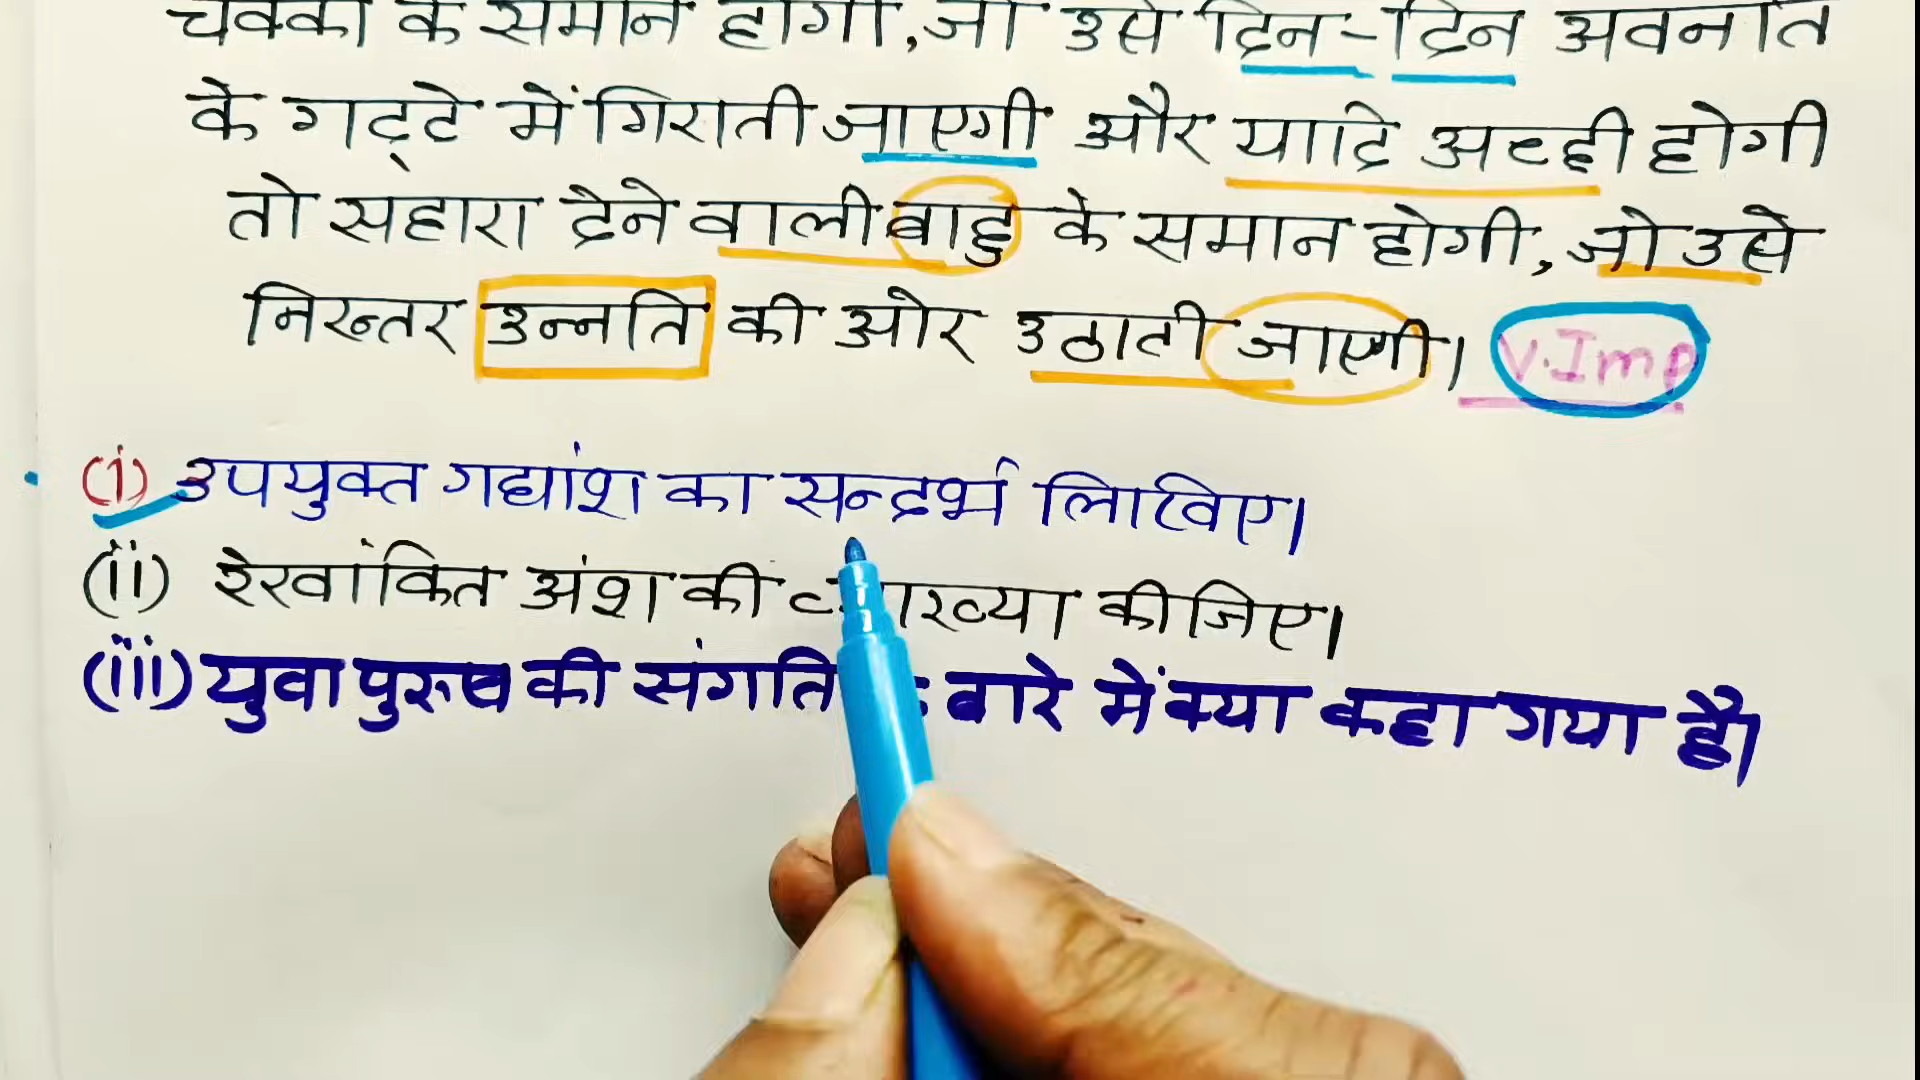 चक्की के समान होगी, जो उसे दिन-दिन अवनति
के गट्टे में गिराती जाएगी और यदि अच्छी होगी
तो सहारा देने वाली बाहु के समान होगी, जो उसे
निरन्तर उन्नति की ओर उठाती जाएगी। V.Imp
(i) उपयुक्त गद्यांश का सन्दर्भ लिखिए।
(ii) रेखांकित अंश की व्याख्या कीजिए।
(iii) युवा पुरुष की संगति के बारे में क्या कहा गया है।